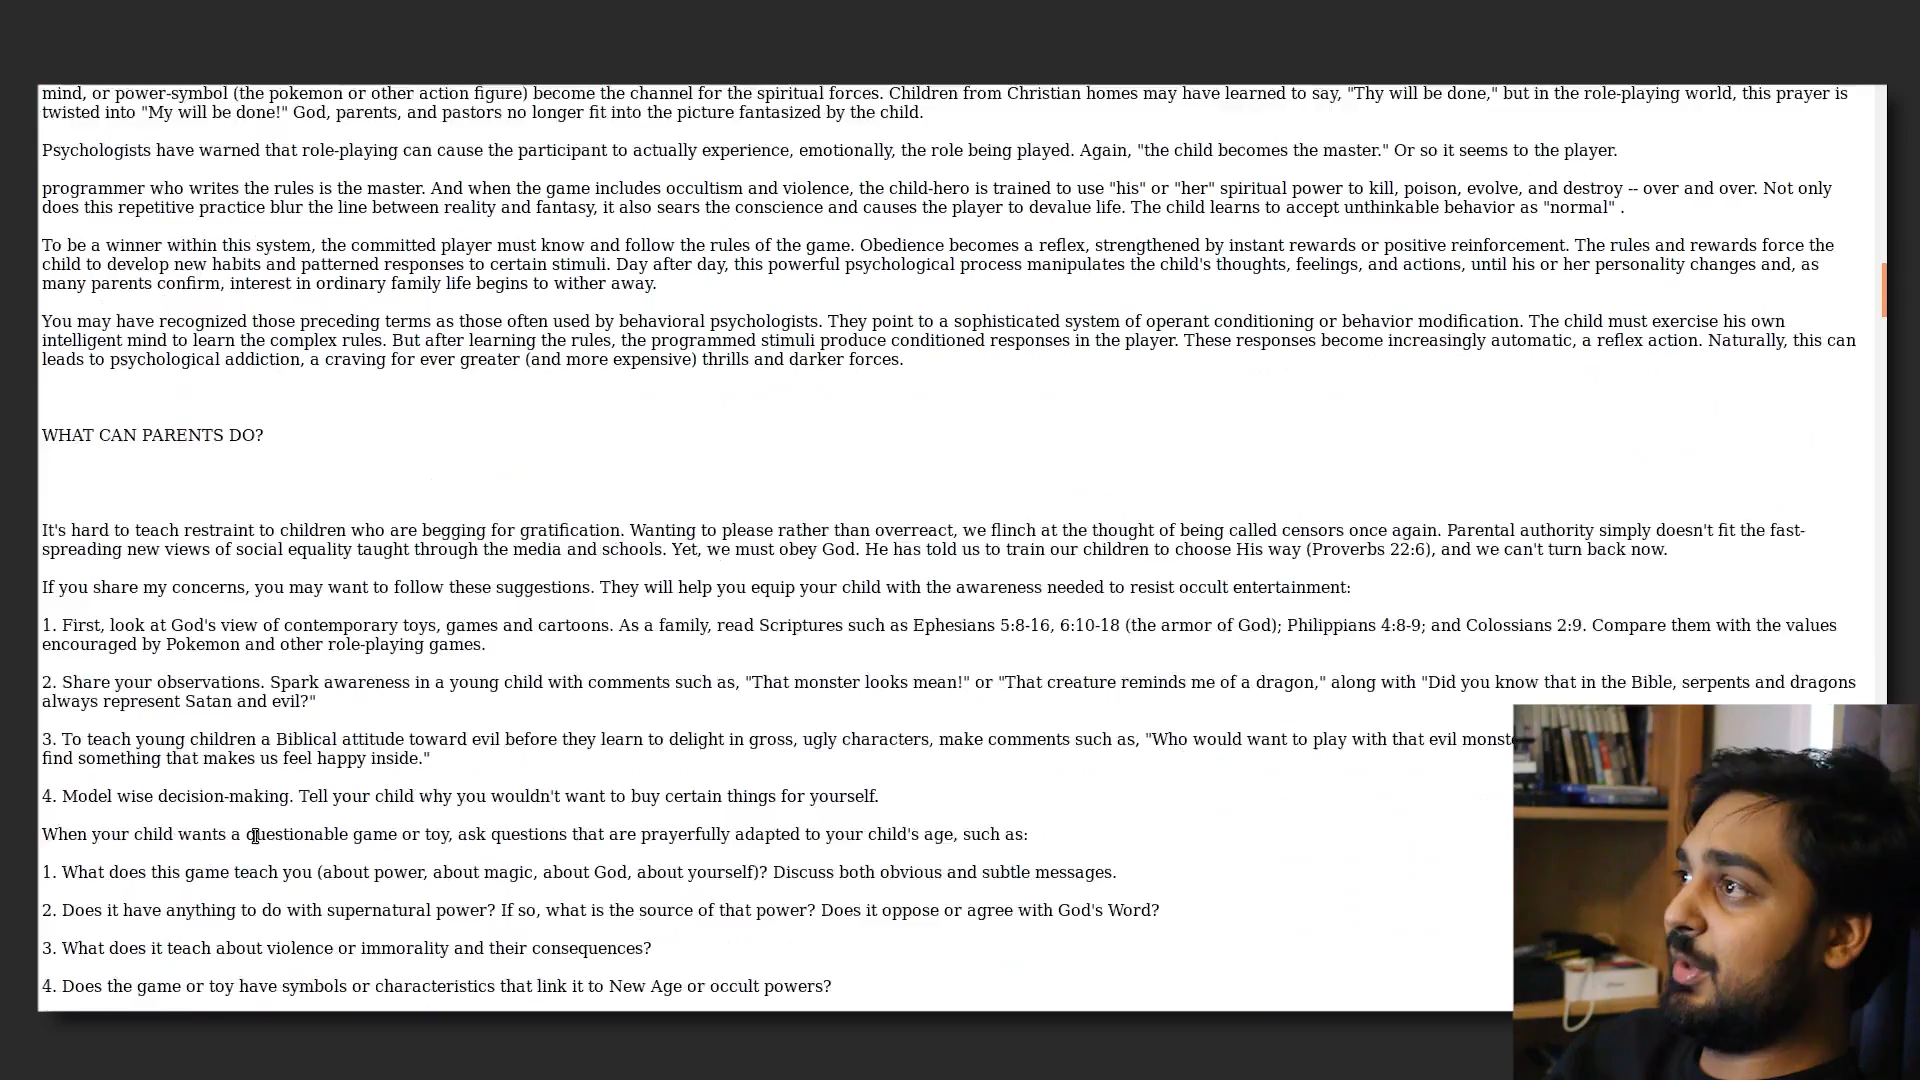 mind, or power-symbol (the pokemon or other action figure) become the channel for the spiritual forces. Children from Christian homes may have learned to say, "Thy will be done," but in the role-playing world, this prayer is
twisted into "My will be done!" God, parents, and pastors no longer fit into the picture fantasized by the child.
Psychologists have warned that role-playing can cause the participant to actually experience, emotionally, the role being played. Again, "the child becomes the master." Or so it seems to the player.
programmer who writes the rules is the master. And when the game includes occultism and violence, the child-hero is trained to use "his" or "her" spiritual power to kill, poison, evolve, and destroy -- over and over. Not only
does this repetitive practice blur the line between reality and fantasy, it also sears the conscience and causes the player to devalue life. The child learns to accept unthinkable behavior as "normal" .
To be a winner within this system, the committed player must know and follow the rules of the game. Obedience becomes a reflex, strengthened by instant rewards or positive reinforcement. The rules and rewards force the
child to develop new habits and patterned responses to certain stimuli. Day after day, this powerful psychological process manipulates the child's thoughts, feelings, and actions, until his or her personality changes and, as
many parents confirm, interest in ordinary family life begins to wither away.
You may have recognized those preceding terms as those often used by behavioral psychologists. They point to a sophisticated system of operant conditioning or behavior modification. The child must exercise his own
intelligent mind to learn the complex rules. But after learning the rules, the programmed stimuli produce conditioned responses in the player. These responses become increasingly automatic, a reflex action. Naturally, this can
leads to psychological addiction, a craving for ever greater (and more expensive) thrills and darker forces.
WHAT CAN PARENTS DO?
It's hard to teach restraint to children who are begging for gratification. Wanting to please rather than overreact, we flinch at the thought of being called censors once again. Parental authority simply doesn't fit the fast-
spreading new views of social equality taught through the media and schools. Yet, we must obey God. He has told us to train our children to choose His way (Proverbs 22:6), and we can't turn back now.
If you share my concerns, you may want to follow these suggestions. They will help you equip your child with the awareness needed to resist occult entertainment:
1. First, look at God's view of contemporary toys, games and cartoons. As a family, read Scriptures such as Ephesians 5:8-16, 6:10-18 (the armor of God); Philippians 4:8-9; and Colossians 2:9. Compare them with the values
encouraged by Pokemon and other role-playing games.
2. Share your observations. Spark awareness in a young child with comments such as, "That monster looks mean!" or "That creature reminds me of a dragon," along with "Did you know that in the Bible, serpents and dragons
always represent Satan and evil?"
3. To teach young children a Biblical attitude toward evil before they learn to delight in gross, ugly characters, make comments such as, "Who would want to play with that evil
find something that makes us feel happy inside."
4. Model wise decision-making. Tell your child why you wouldn't want to buy certain things for yourself.
When your child wants a questionable game or toy, ask questions that are prayerfully adapted to your child's age, such as:
1. What does this game teach you (about power, about magic, about God, about yourself)? Discuss both obvious and subtle messages.
2. Does it have anything to do with supernatural power? If so, what is the source of that power? Does it oppose or agree with God's Word?
3. What does it teach about violence or immorality and their consequences?
4. Does the game or toy have symbols or characteristics that link it to New Age or occult powers?